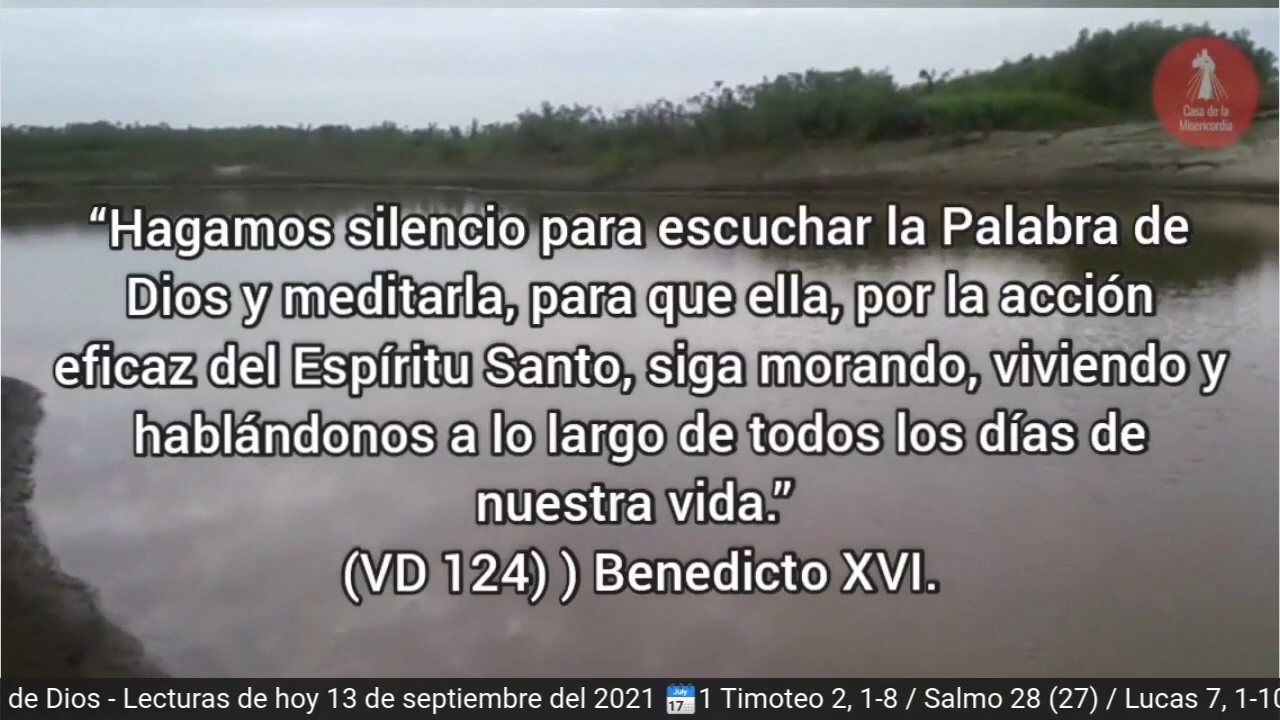 Casa de la
Misericordia
“Hagamos silencio para escuchar la Palabra de
Dios y meditarla, para que ella, por la acción
eficaz del Espíritu Santo, siga morando, viviendo y
hablándonos a lo largo de todos los días de
nuestra vida.”
(VD 124) ) Benedicto XVI.
de Dios - Lecturas de hoy 13 de septiembre del 2021 📅1 Timoteo 2, 1-8 / Salmo 28 (27) / Lucas 7, 1-10